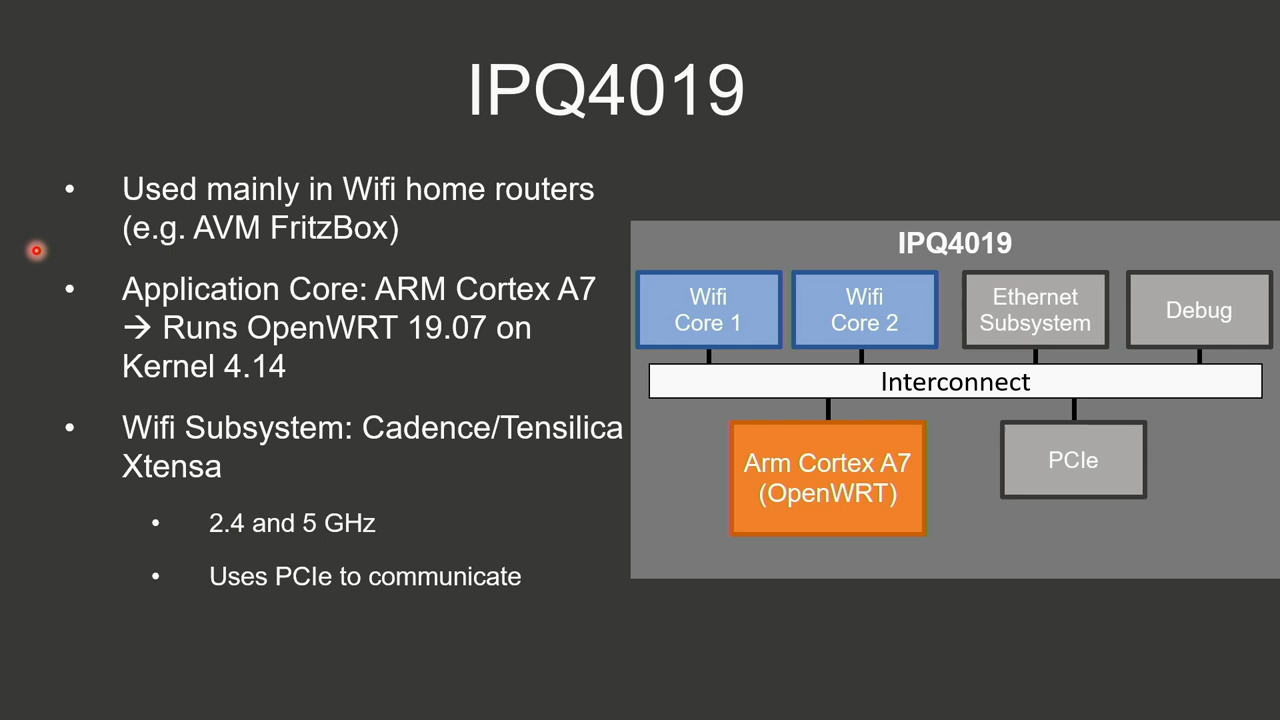 IPQ4019
• Used mainly in Wifi home routers
(e.g. AVM FritzBox)
• Application Core: ARM Cortex A7
→ Runs OpenWRT 19.07 on
Kernel 4.14
• Wifi Subsystem: Cadence/Tensilica
Xtensa
• 2.4 and 5 GHz
• Uses PCIe to communicate
IPQ4019
Wifi
Core 1
Wifi
Core 2
Ethernet
Subsystem
Debug
Interconnect
Arm Cortex A7
(OpenWRT)
PCIe